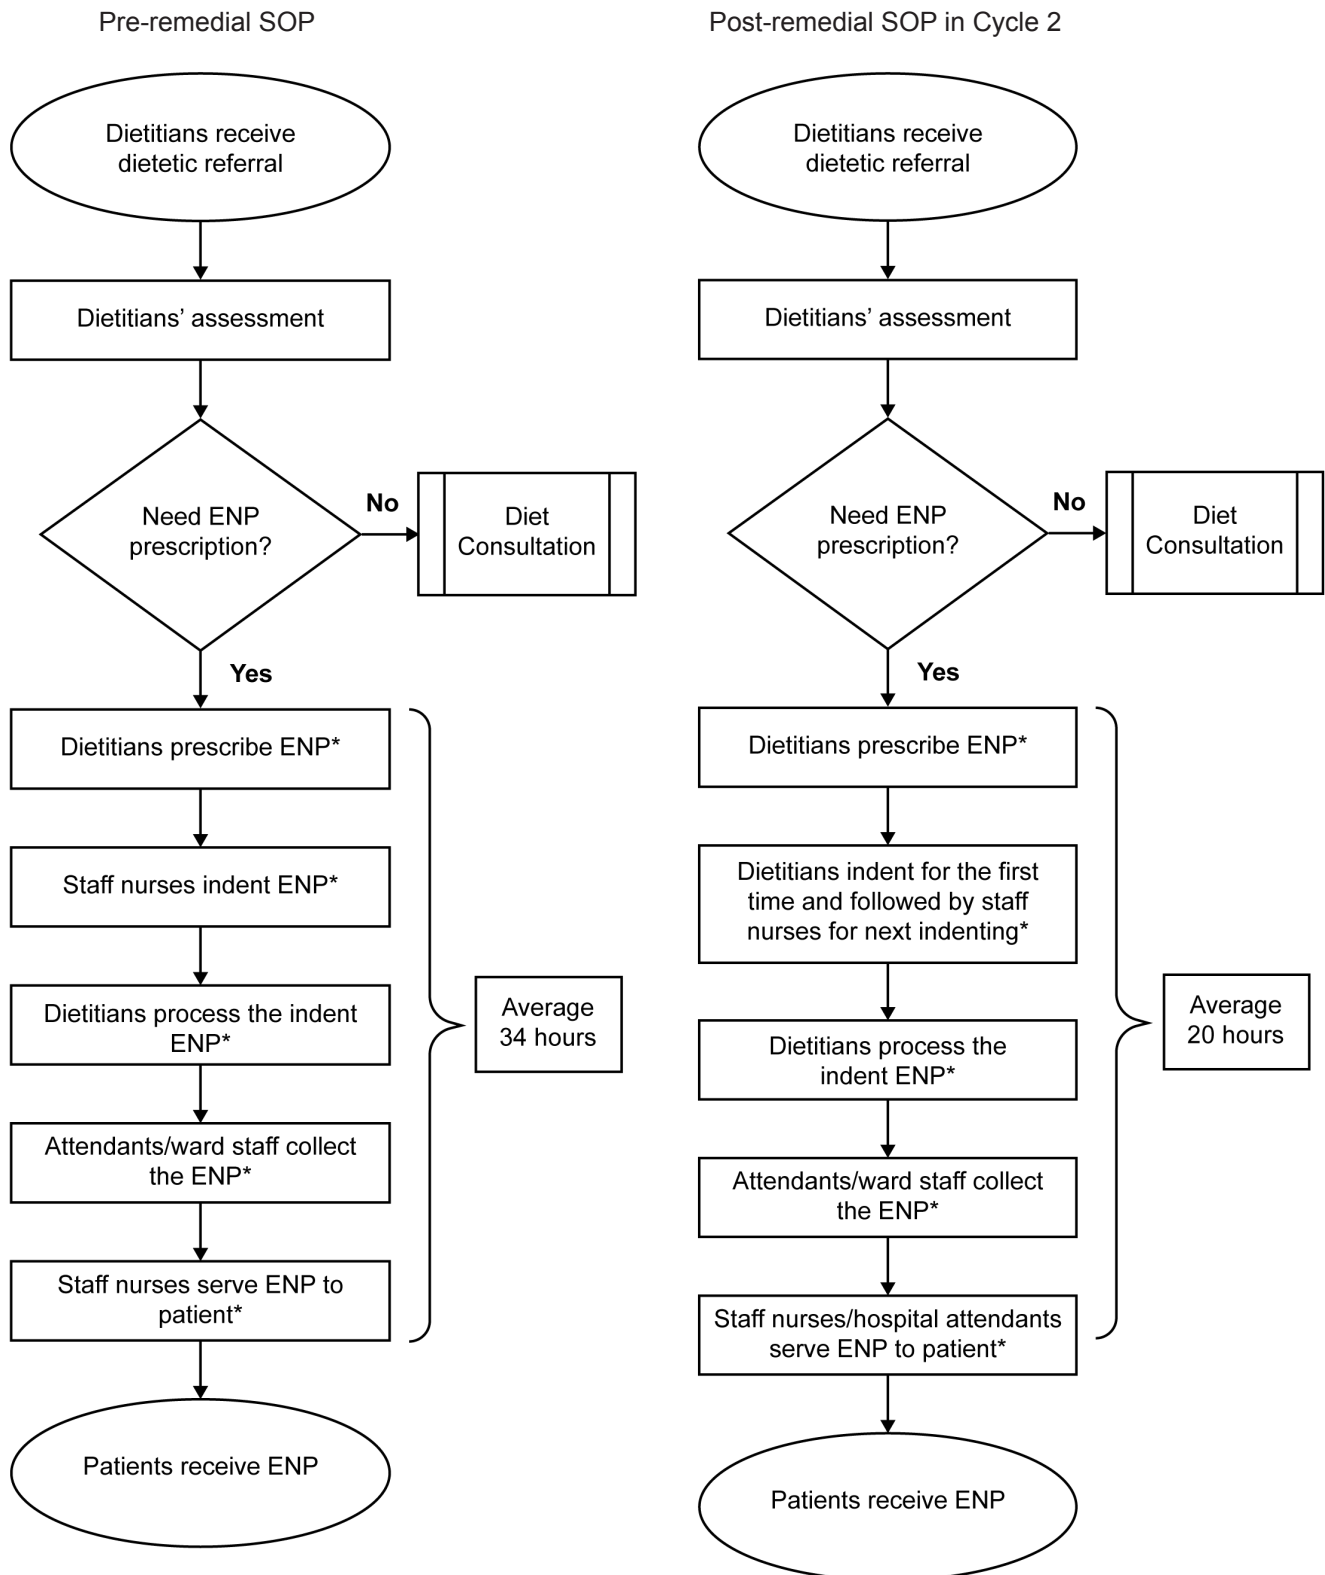 Pre-remedial SOP
Dietitians receive
dietetic referral
Dietitians’ assessment
Need ENP
prescription?
No
Diet
Consultation
Yes
Dietitians prescribe ENP*
Staff nurses indent ENP*
Dietitians process the indent
ENP*
Attendants/ward staff collect
the ENP*
Staff nurses serve ENP to
patient*
Average
34 hours
Patients receive ENP
Post-remedial SOP in Cycle 2
Dietitians receive
dietetic referral
Dietitians’ assessment
Need ENP
prescription?
No
Diet
Consultation
Yes
Dietitians prescribe ENP*
Dietitians indent for the first
time and followed by staff
nurses for next indenting*
Dietitians process the
indent ENP*
Attendants/ward staff collect
the ENP*
Staff nurses/hospital attendants
serve ENP to patient*
Average
20 hours
Patients receive ENP